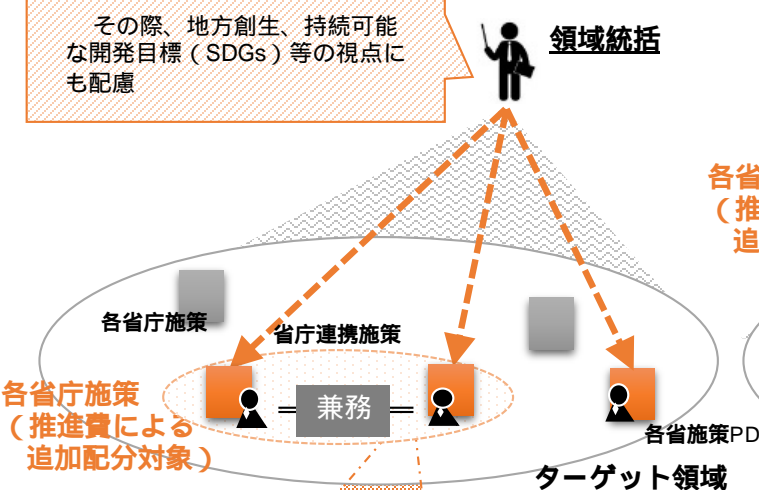 その際、地方創生、持続可能
な開発目標（SDGs）等の視点に
も配慮
領域統括
各省
（推
追
各省庁施策
省庁連携施策
各省庁施策
（推進費による
追加配分対象）
＝兼務＝
各省施策PD
ターゲット領域